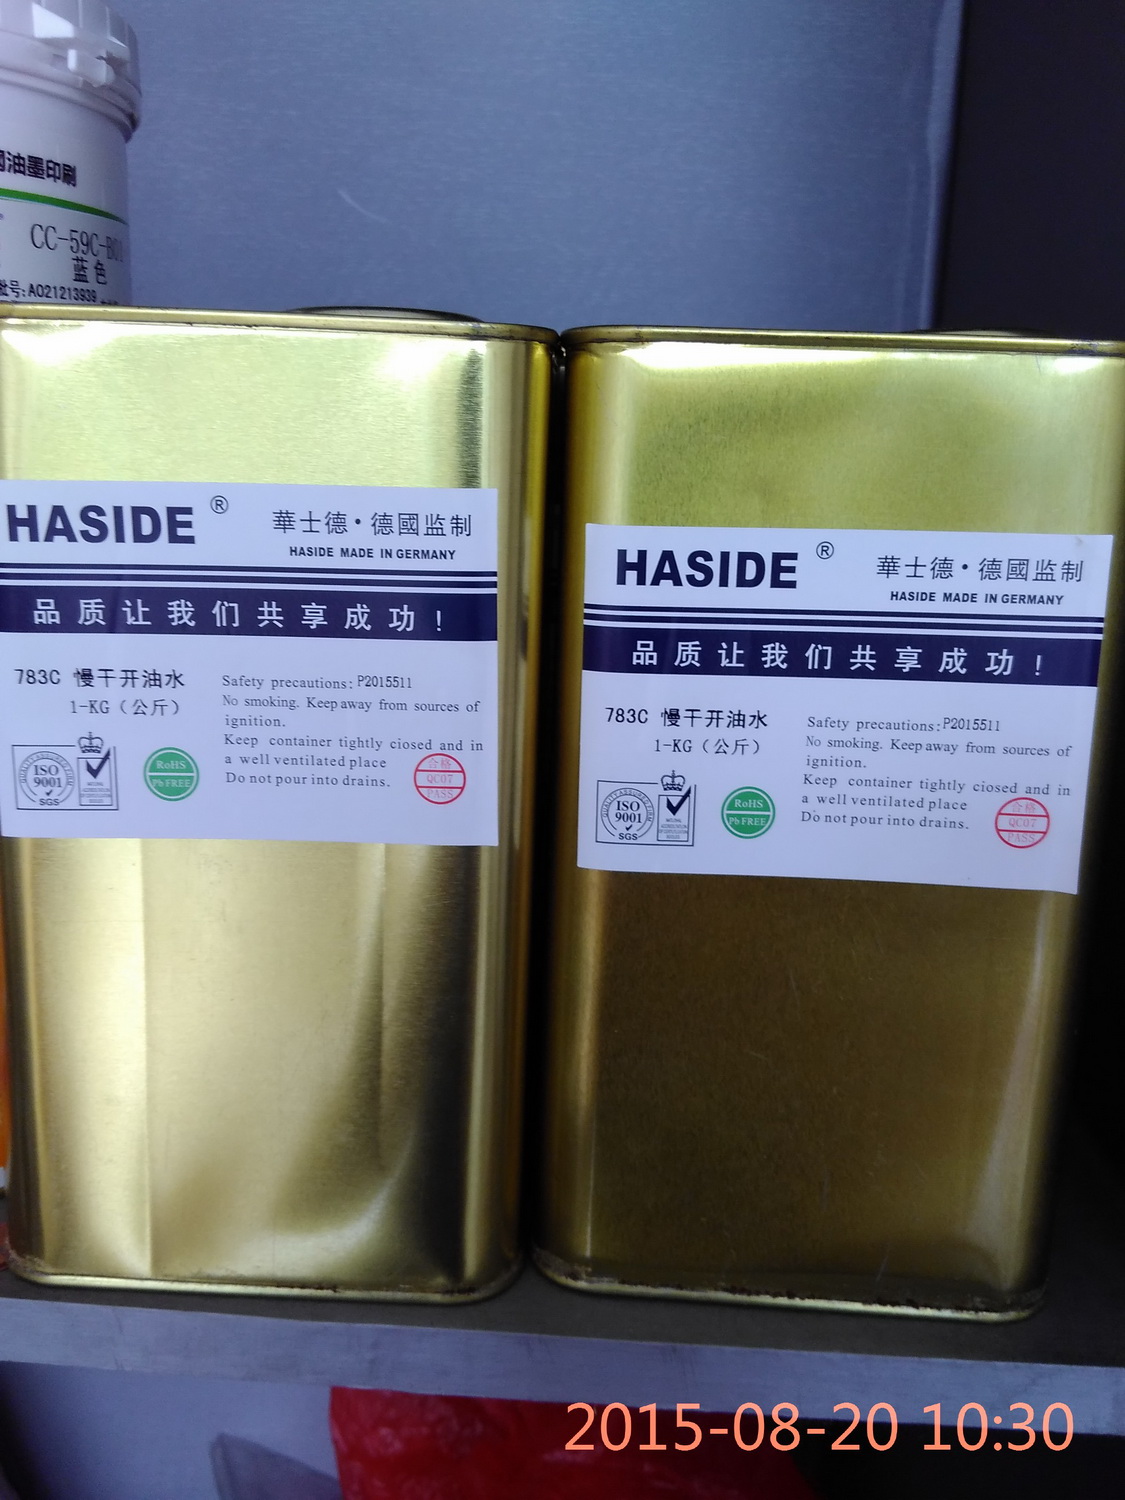 油墨印刷
CC-59C-B01
蓝色
批号:A021213939
HASIDE ®
華士德·德國监制
HASIDE MADE IN GERMANY
品质让我们共享成功!
783C 慢干开油水
1-KG(公斤)
Safety precautions: P2015511
No smoking. Keep away from sources of
ignition.
Keep container tightly ciosed and in
a well ventilated place
Do not pour into drains.
ISO
9001
SGS
RoHS
Pb FREE
合格
QC07
PASS
HASIDE ®
華士德·德國监制
HASIDE MADE IN GERMANY
品质让我们共享成功!
783C 慢干开油水
1-KG(公斤)
Safety precautions: P2015511
No smoking. Keep away from sources of
ignition.
Keep container tightly ciosed and in
a well ventilated place
Do not pour into drains.
QUALITY ASSURED FIRM
ISO
9001
SGS
RoHS
Pb FREE
合格
QC07
PASS
2015-08-20 10:30